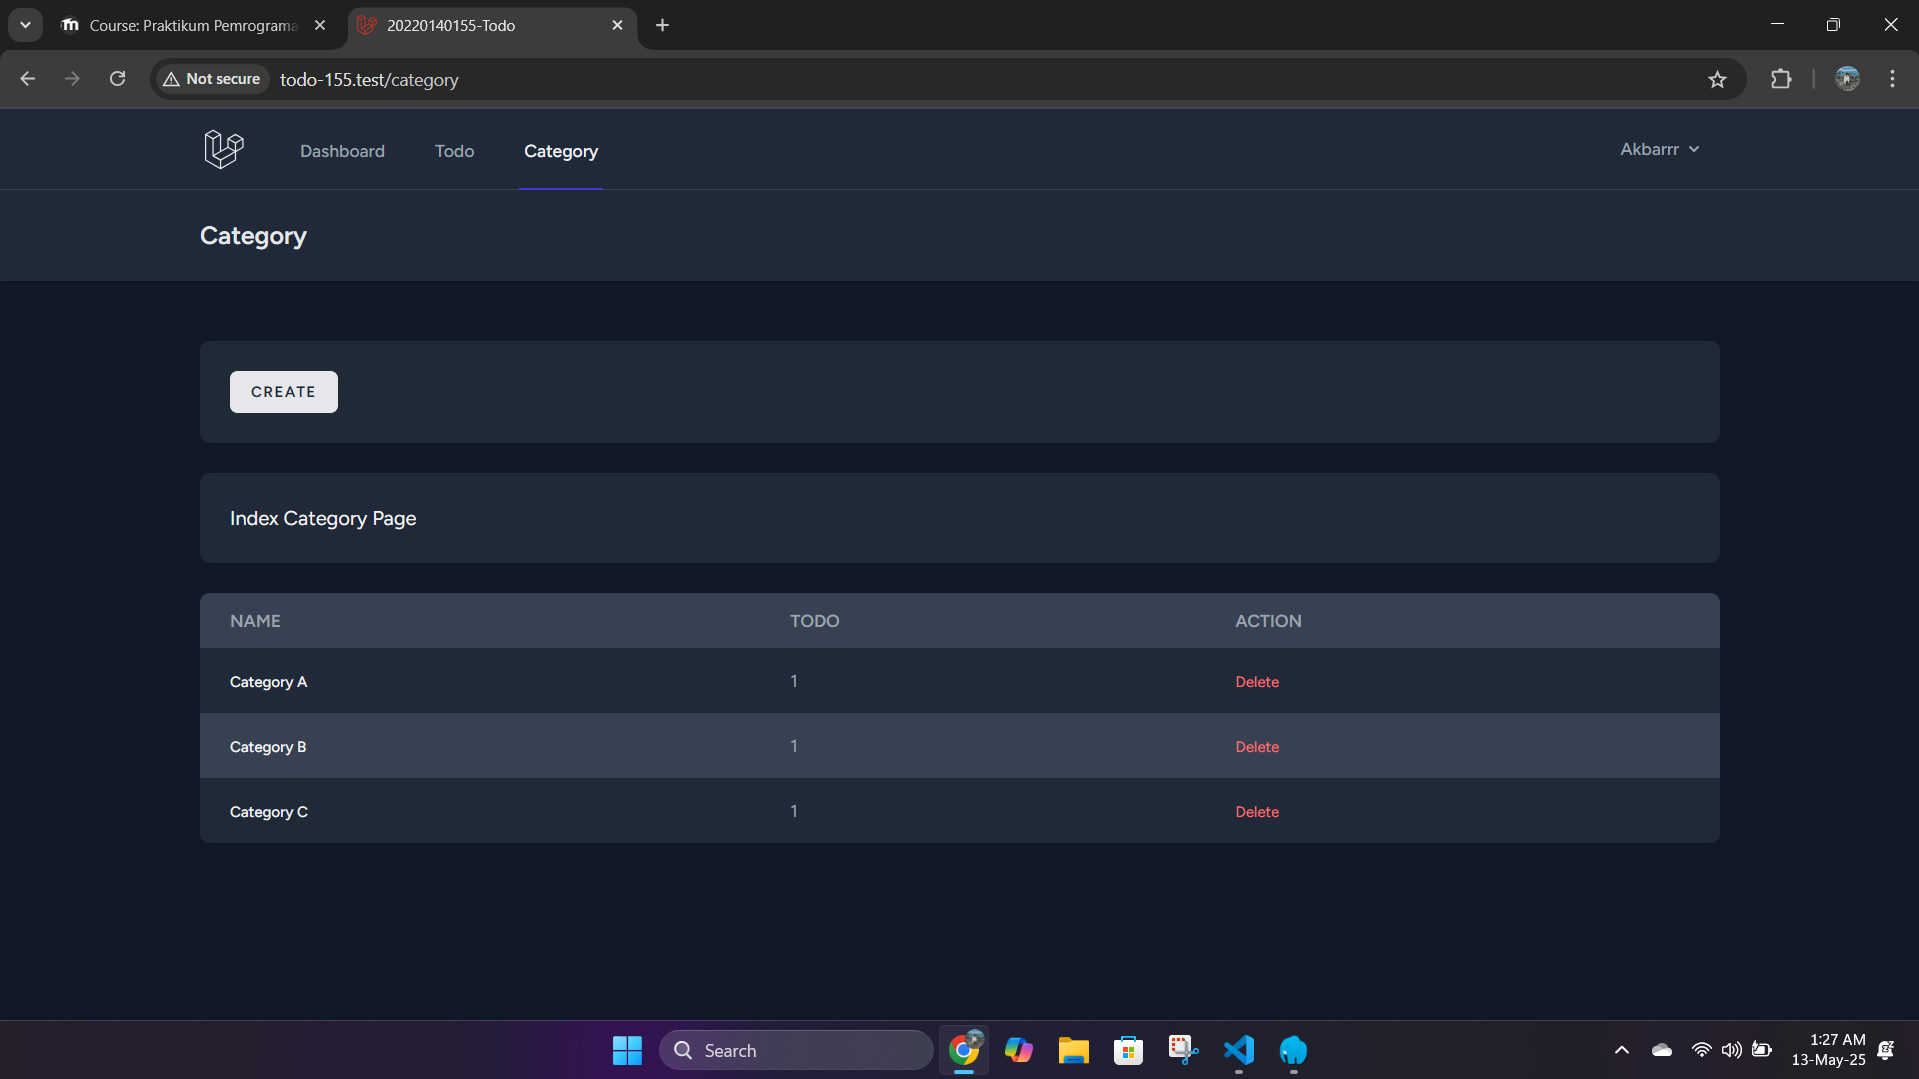 Course: Praktikum Pemrograma
20220140155-Todo
Not secure
todo-155.test/category
Dashboard
Todo
Category
Akbarrr
Category
CREATE
Index Category Page
NAME TODO ACTION
Category A 1 Delete
Category B 1 Delete
Category C 1 Delete
Search
1:27 AM
13-May-25